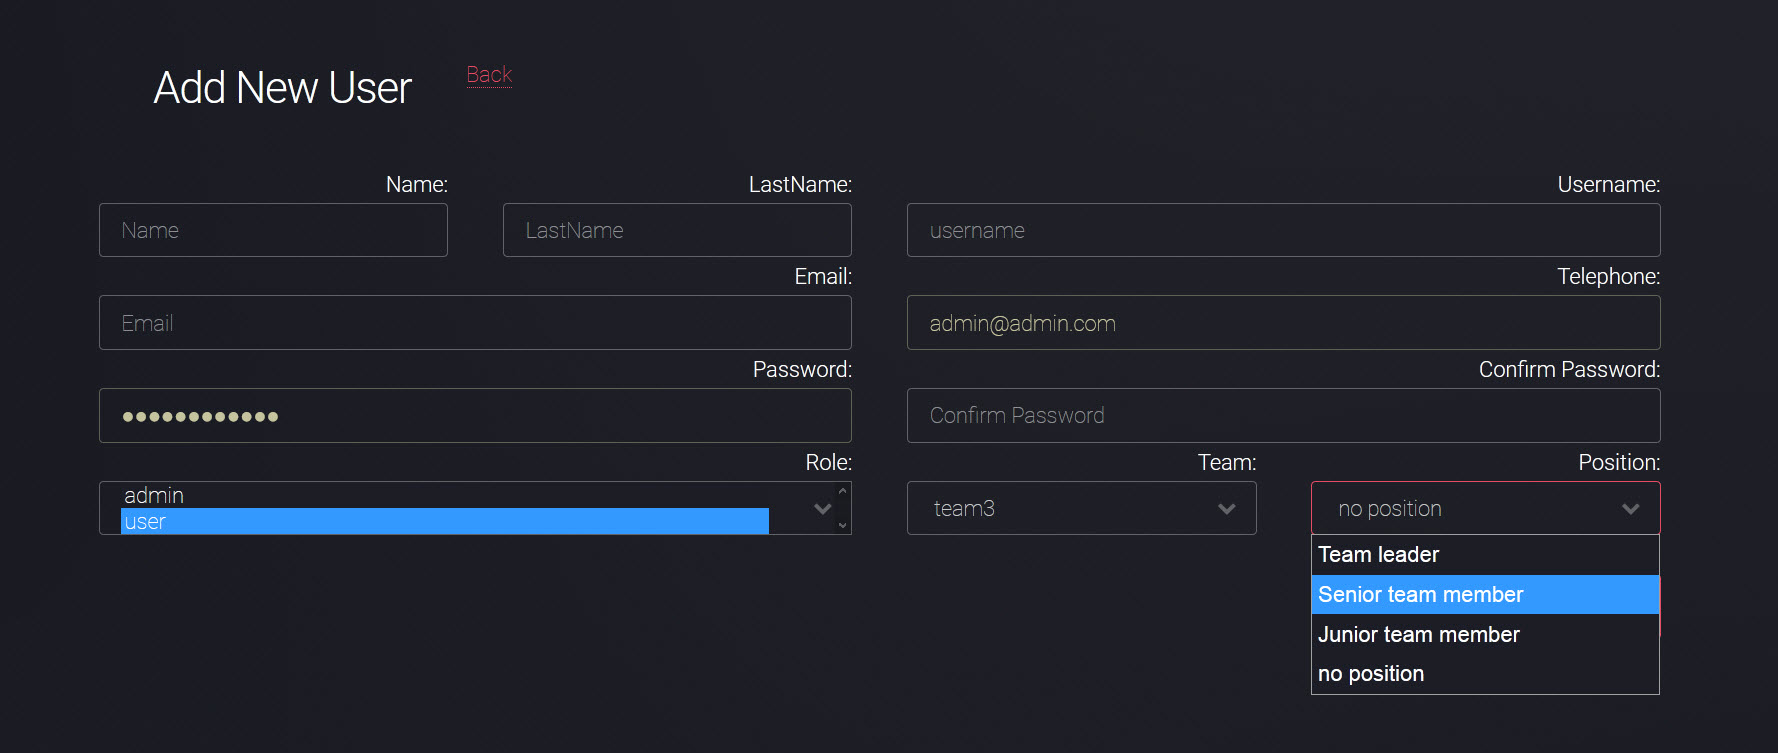 Add New User
Back
Name:
LastName:
Username:
Name
LastName
username
Email:
Telephone:
Email
admin@admin.com
Password:
Confirm Password:
●●●●●●●●●●●●
Confirm Password
Role:
Team:
Position:
admin
user
team3
no position
Team leader
Senior team member
Junior team member
no position